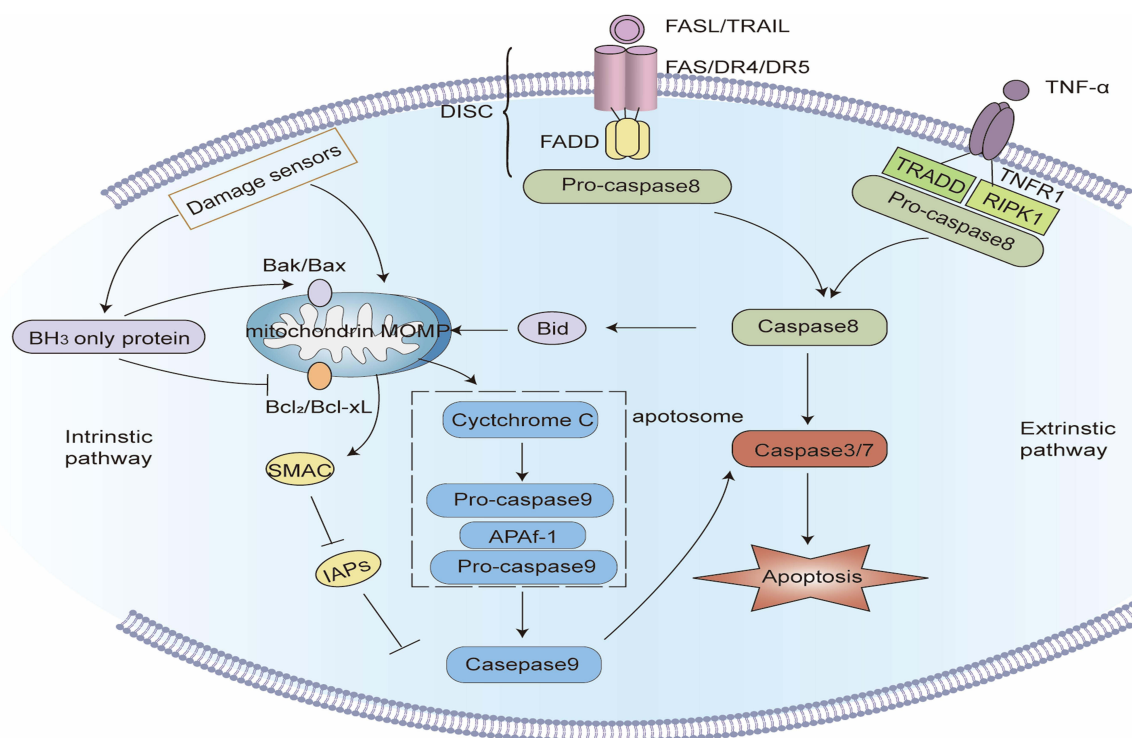 FASL/TRAIL
FAS/DR4/DR5
DISC
FADD
Pro-caspase8
TNF-α
TNFR1
TRADD
RIPK1
Pro-caspase8
Damage sensors
Bak/Bax
BH₃ only protein
mitochondrin MOMP
Bid
Caspase8
Bcl₂/Bcl-xL
Cyctchrome C
apotosome
Intrinstic
pathway
Extrinstic
pathway
Caspase3/7
SMAC
Pro-caspase9
APAf-1
Pro-caspase9
IAPs
Apoptosis
Casepase9